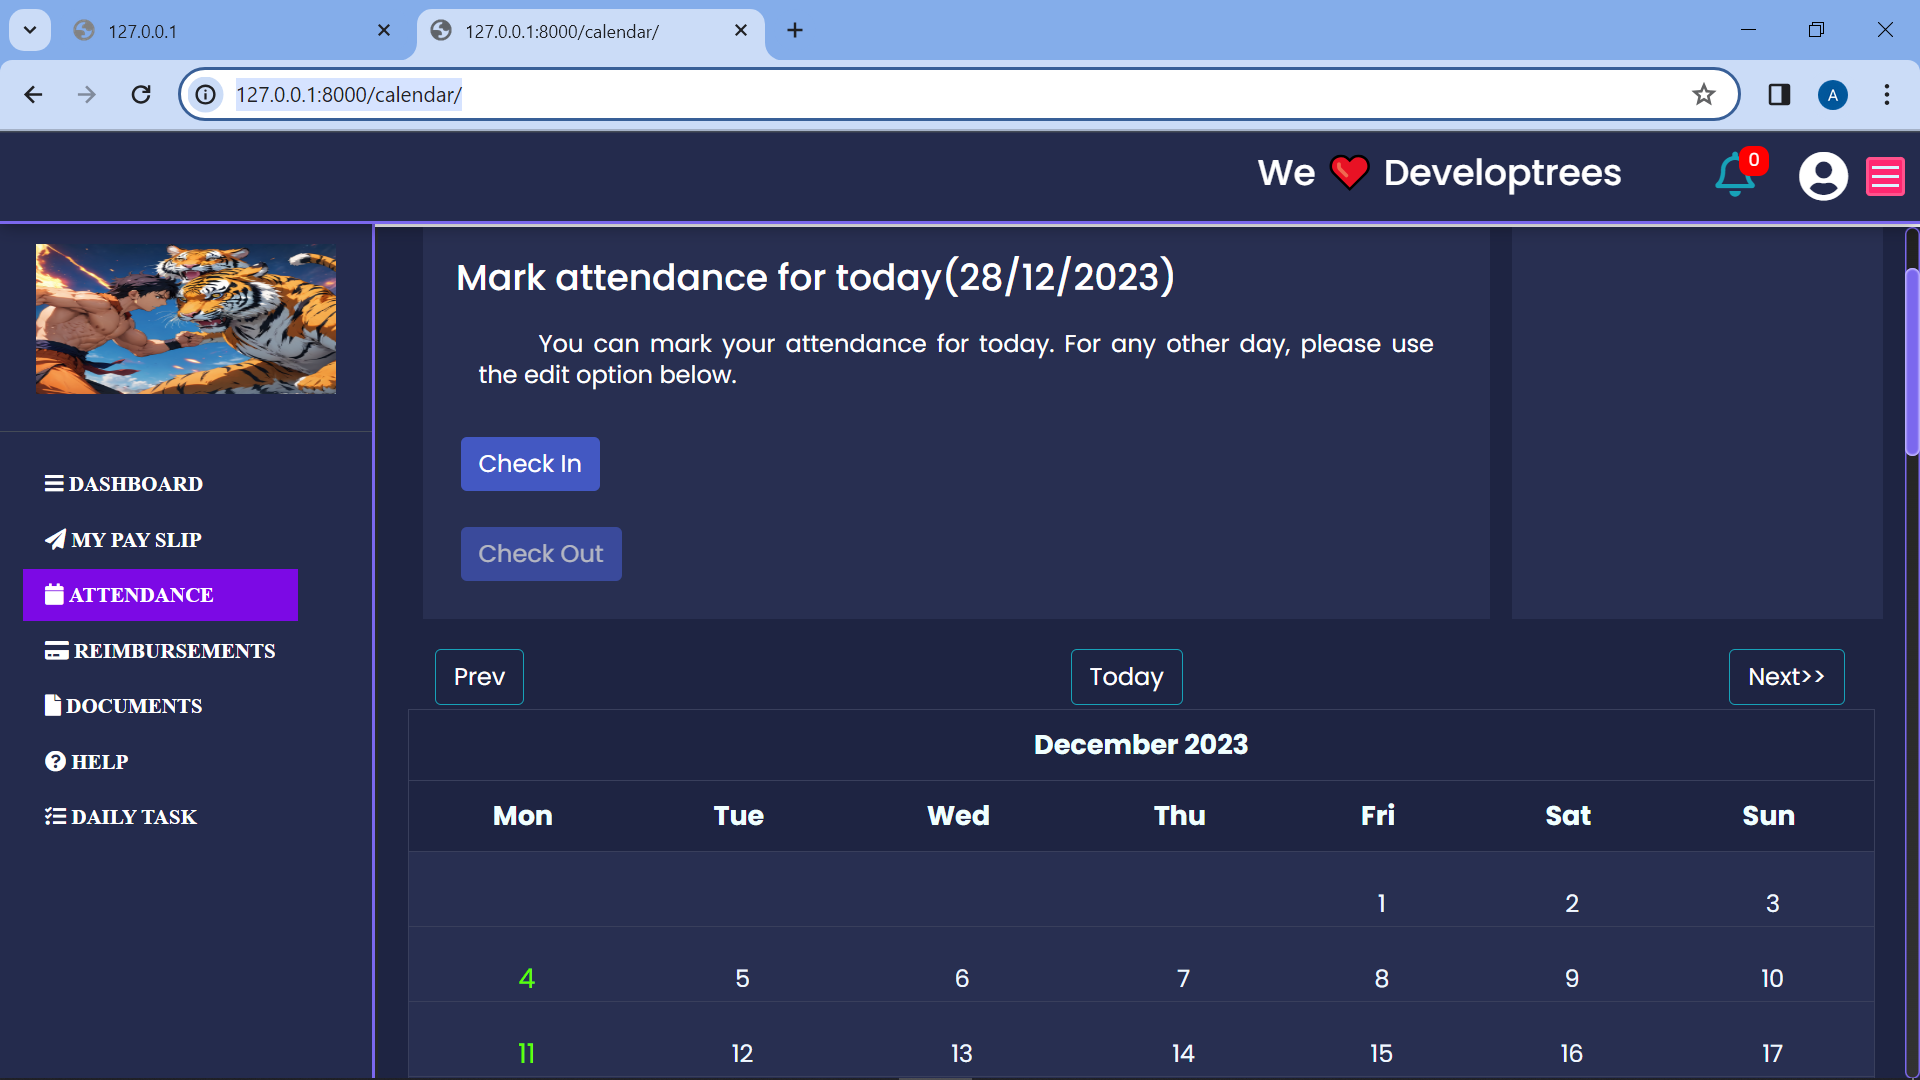 127.0.0.1
127.0.0.1:8000/calendar/
127.0.0.1:8000/calendar/
A
We ❤ Developtrees
0
DASHBOARD
MY PAY SLIP
ATTENDANCE
REIMBURSEMENTS
DOCUMENTS
HELP
DAILY TASK
Mark attendance for today(28/12/2023)
You can mark your attendance for today. For any other day, please use
the edit option below.
Check In
Check Out
Prev Today Next>>
December 2023
Mon Tue Wed Thu Fri Sat Sun
1 2 3
4 5 6 7 8 9 10
11 12 13 14 15 16 17